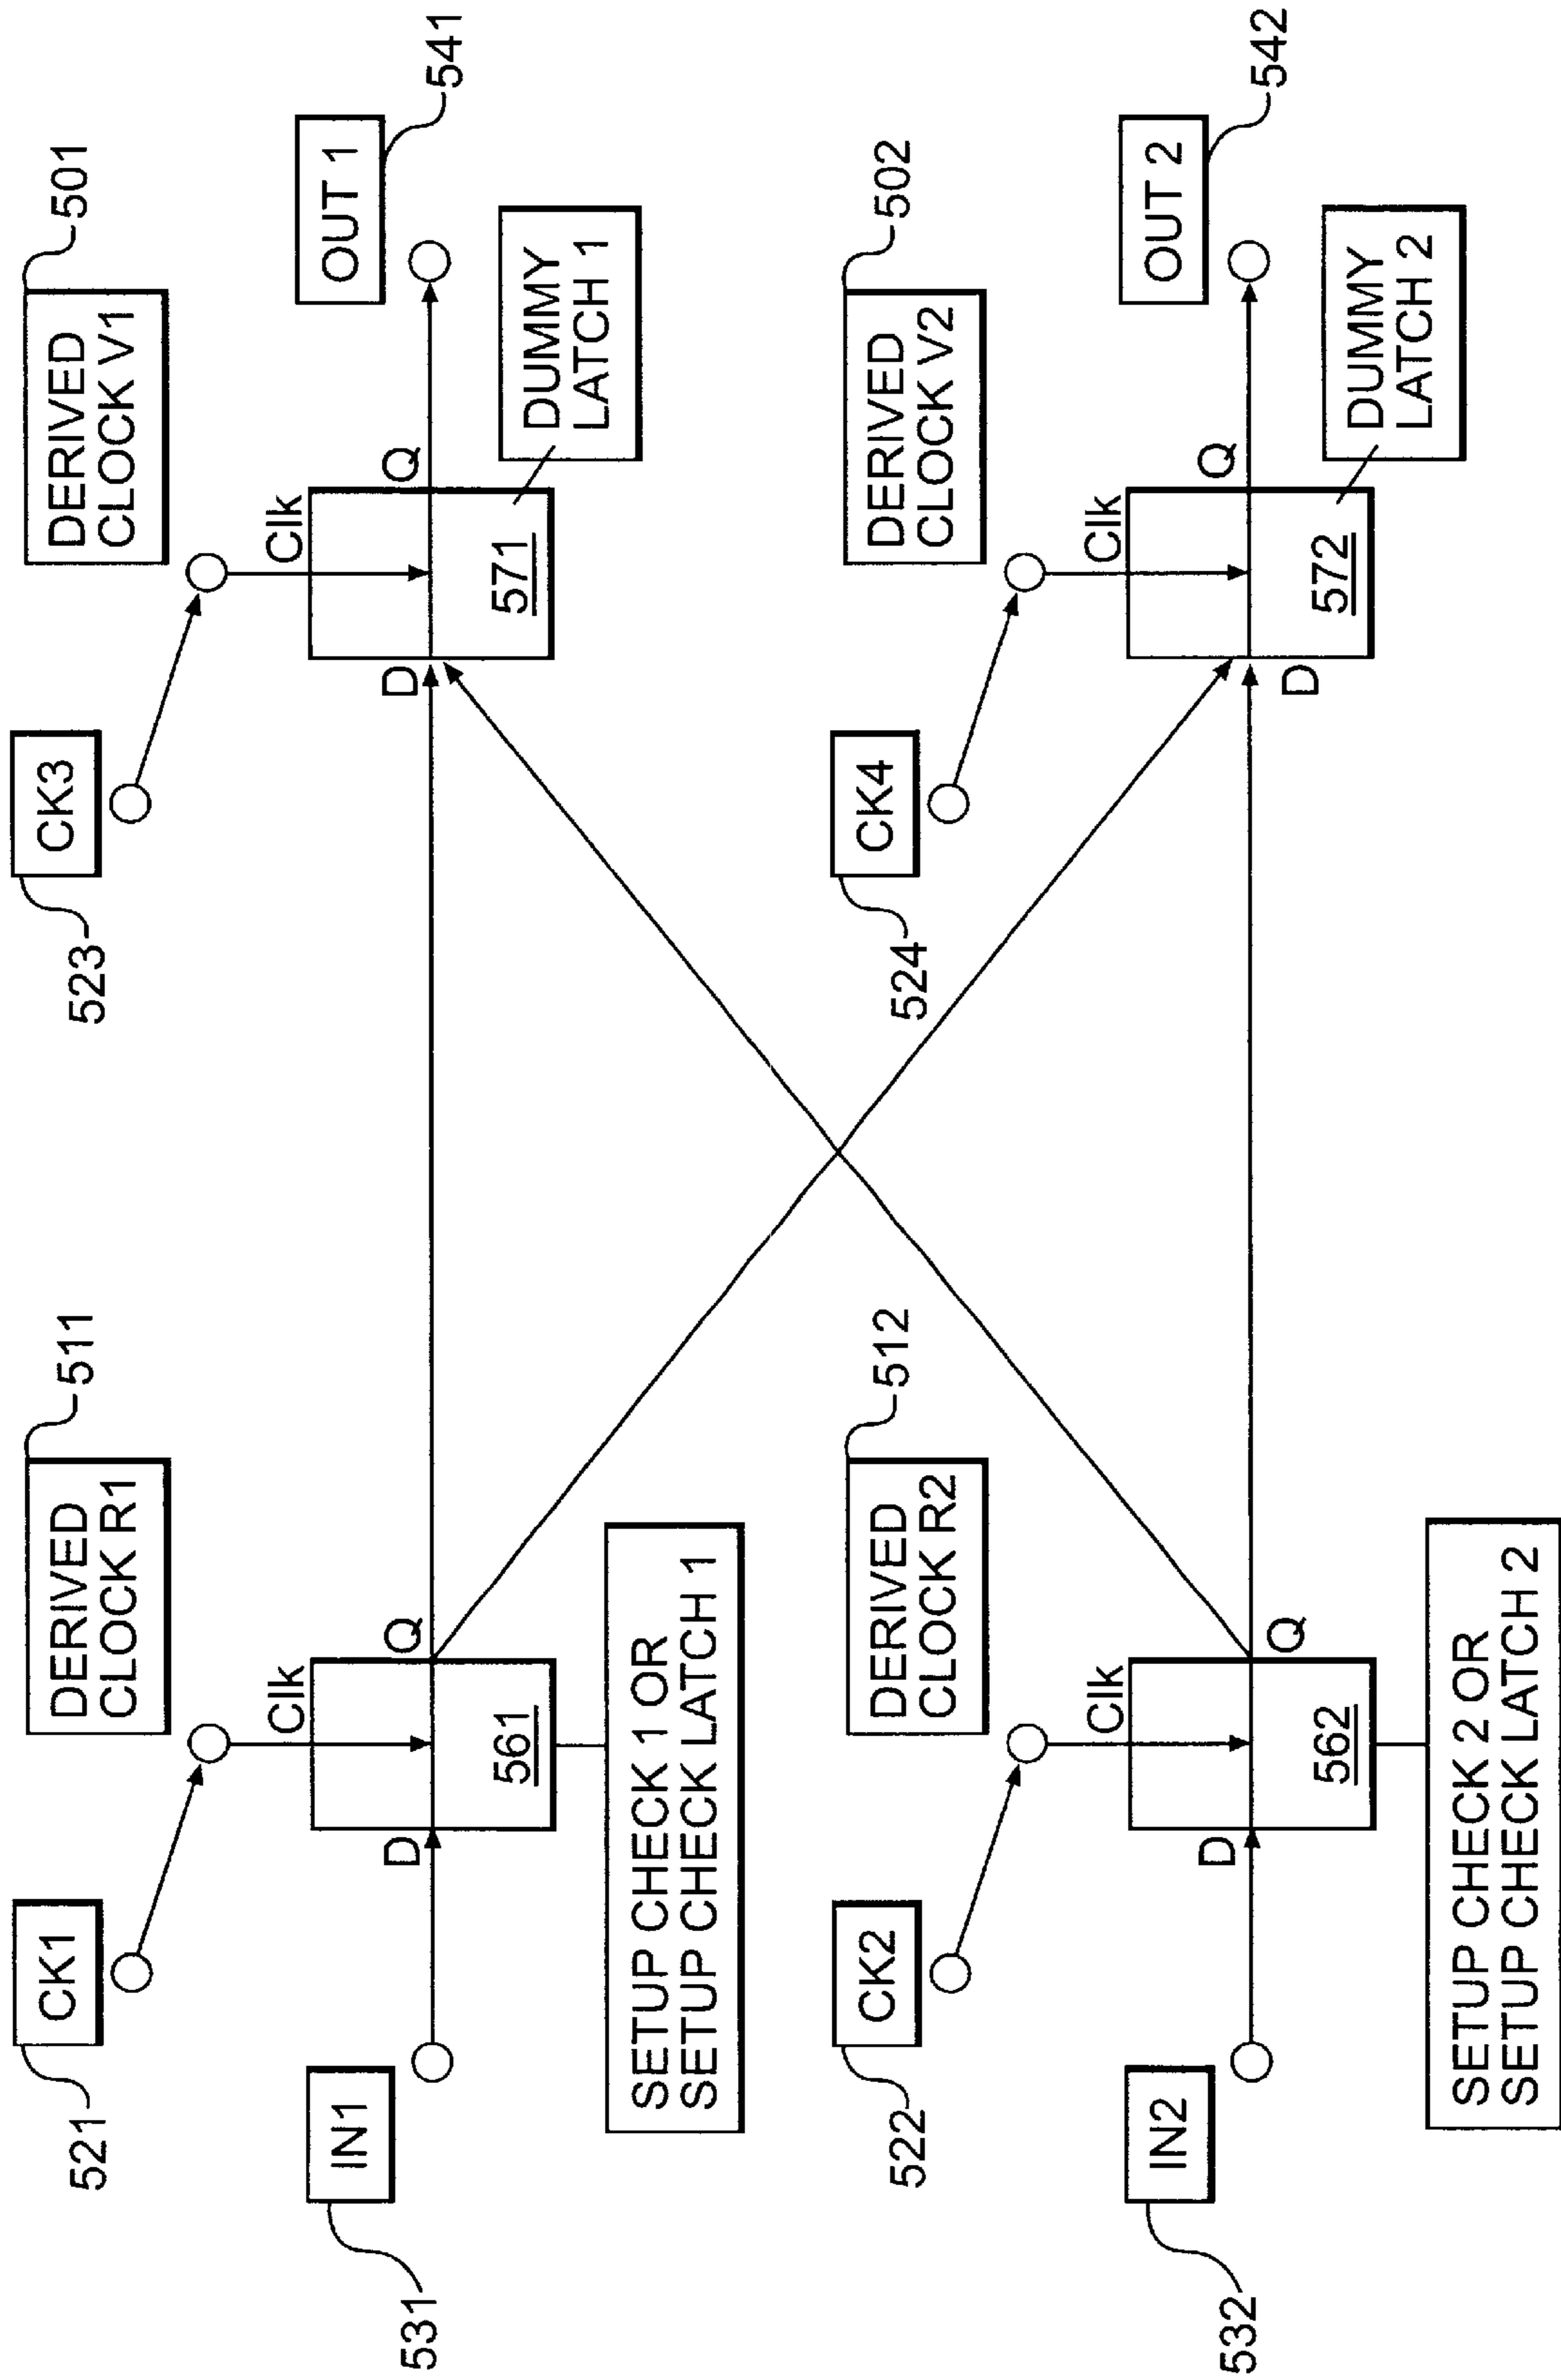 521
CK1
DERIVED
CLOCK R1
511
523
CK3
DERIVED
CLOCK V1
501
531
IN1
D
Clk
Q
561
SETUP CHECK 1 OR
SETUP CHECK LATCH 1
D
Clk
Q
571
DUMMY
LATCH 1
OUT 1
541
522
CK2
DERIVED
CLOCK R2
512
524
CK4
DERIVED
CLOCK V2
502
532
IN2
D
Clk
Q
562
SETUP CHECK 2 OR
SETUP CHECK LATCH 2
D
Clk
Q
572
DUMMY
LATCH 2
OUT 2
542